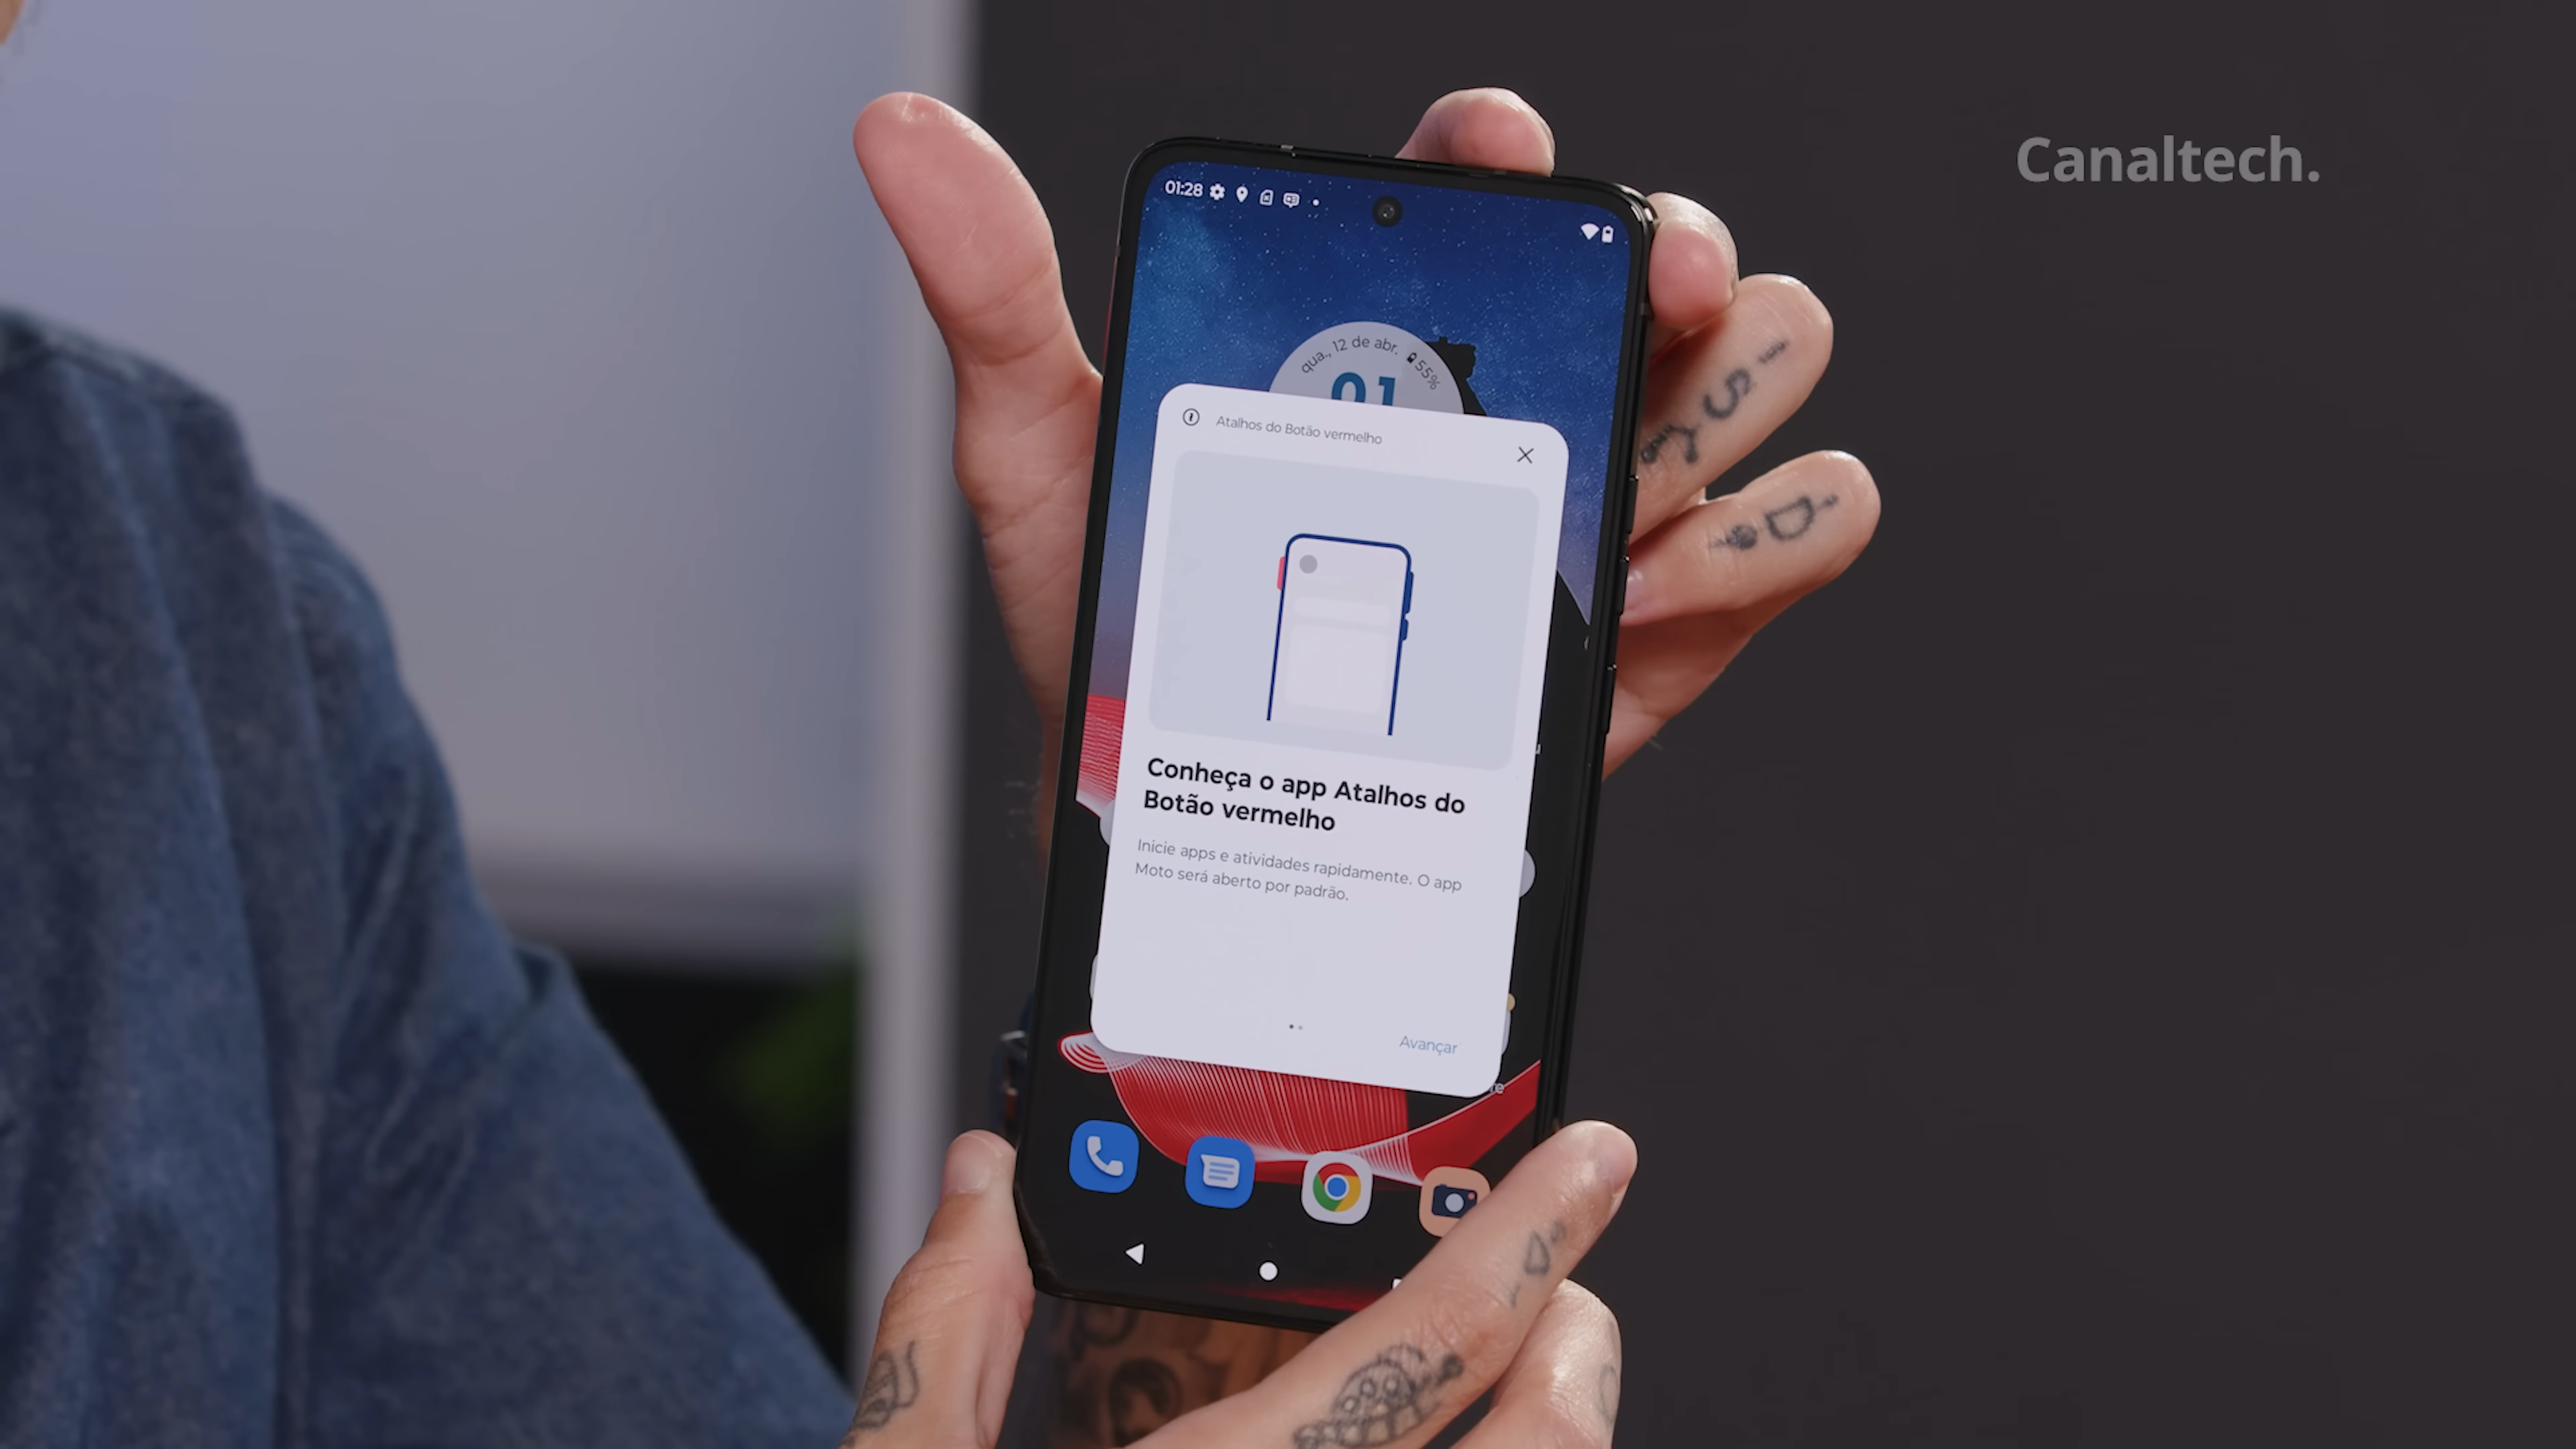 Canaltech.
01:28
qua., 12 de abr. 55%
01
Atalhos do Botão vermelho
Conheça o app Atalhos do
Botão vermelho
Inicie apps e atividades rapidamente. O app
Moto será aberto por padrão.
Avançar